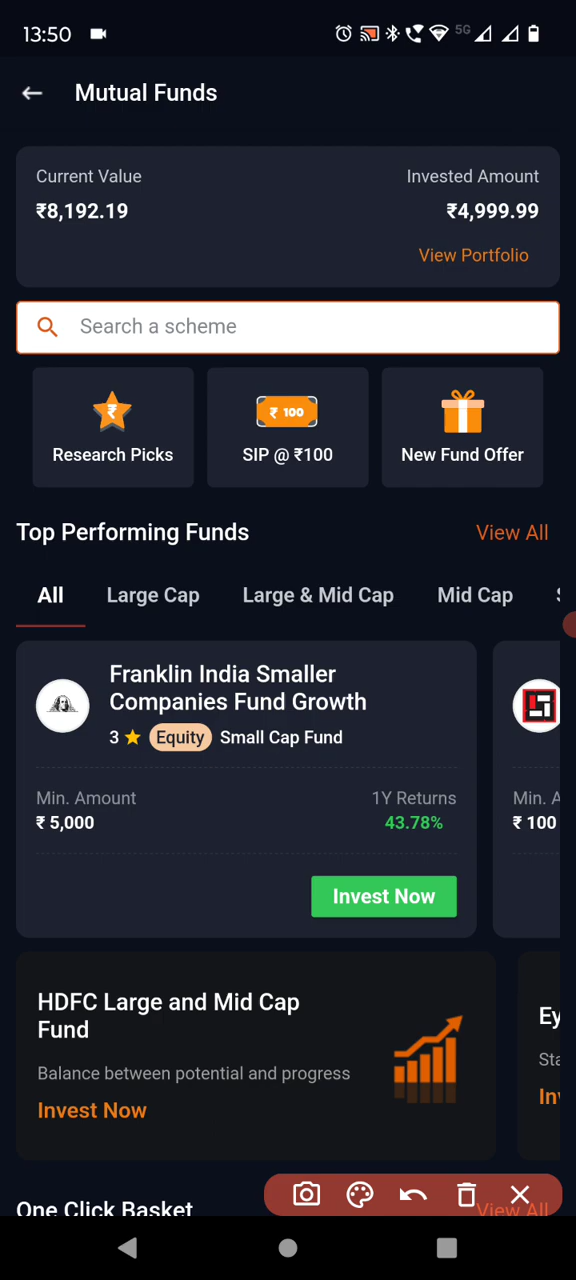 13:50
5G
Mutual Funds
Current Value Invested Amount
₹8,192.19 ₹4,999.99
View Portfolio
Search a scheme
₹ ₹ 100
Research Picks SIP @ ₹100 New Fund Offer
Top Performing Funds View All
All Large Cap Large & Mid Cap Mid Cap
Franklin India Smaller
Companies Fund Growth
3 Equity Small Cap Fund
Min. Amount 1Y Returns Min. A
₹ 5,000 43.78% ₹ 100
Invest Now
HDFC Large and Mid Cap
Fund
Ey
Balance between potential and progress Sta
Invest Now Inv
One Click Basket View All